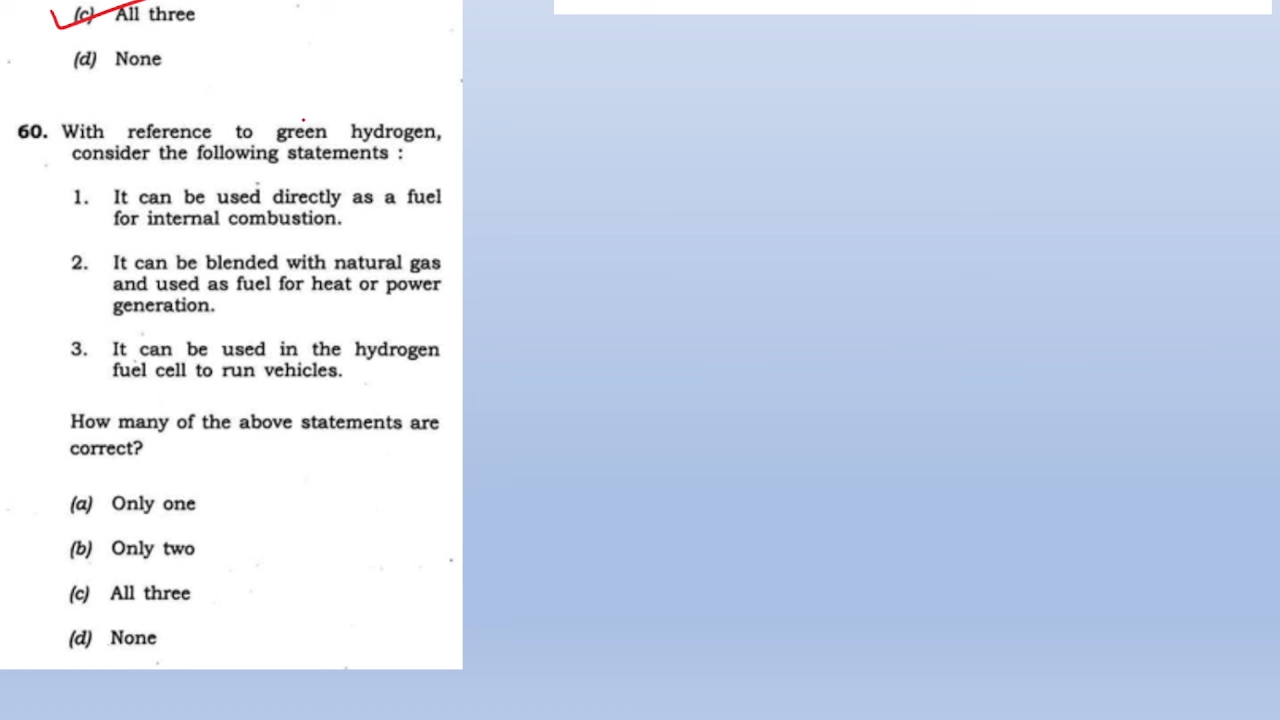 (c) All three
(d) None
60. With reference to green hydrogen,
consider the following statements :
1. It can be used directly as a fuel
for internal combustion.
2. It can be blended with natural gas
and used as fuel for heat or power
generation.
3. It can be used in the hydrogen
fuel cell to run vehicles.
How many of the above statements are
correct?
(a) Only one
(b) Only two
(c) All three
(d) None